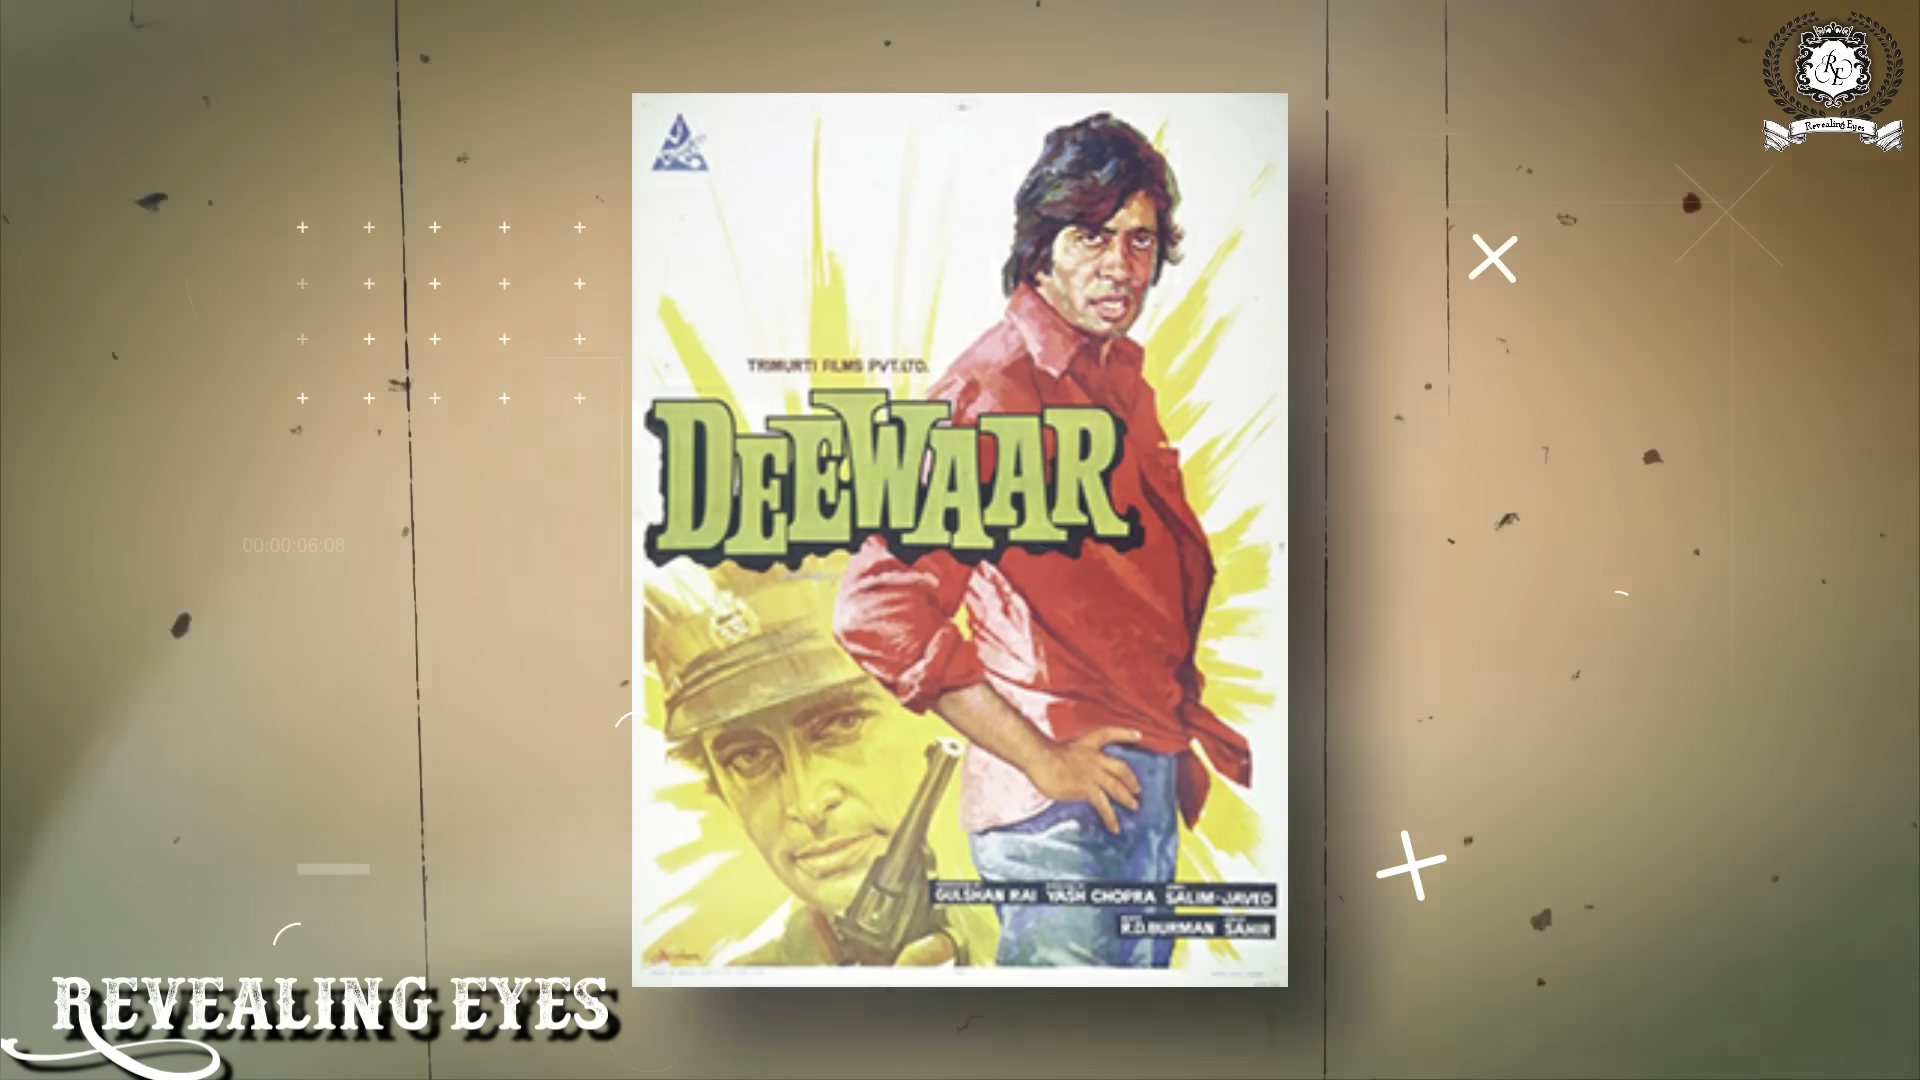 RE
Revealing Eyes
TRIMURTI FILMS PVT.LTD.
DEEWAAR
00:00:06:08
GULSHAN RAI YASH CHOPRA SALIM-JAVED
R.D.BURMAN SAHIR
REVEALING EYES